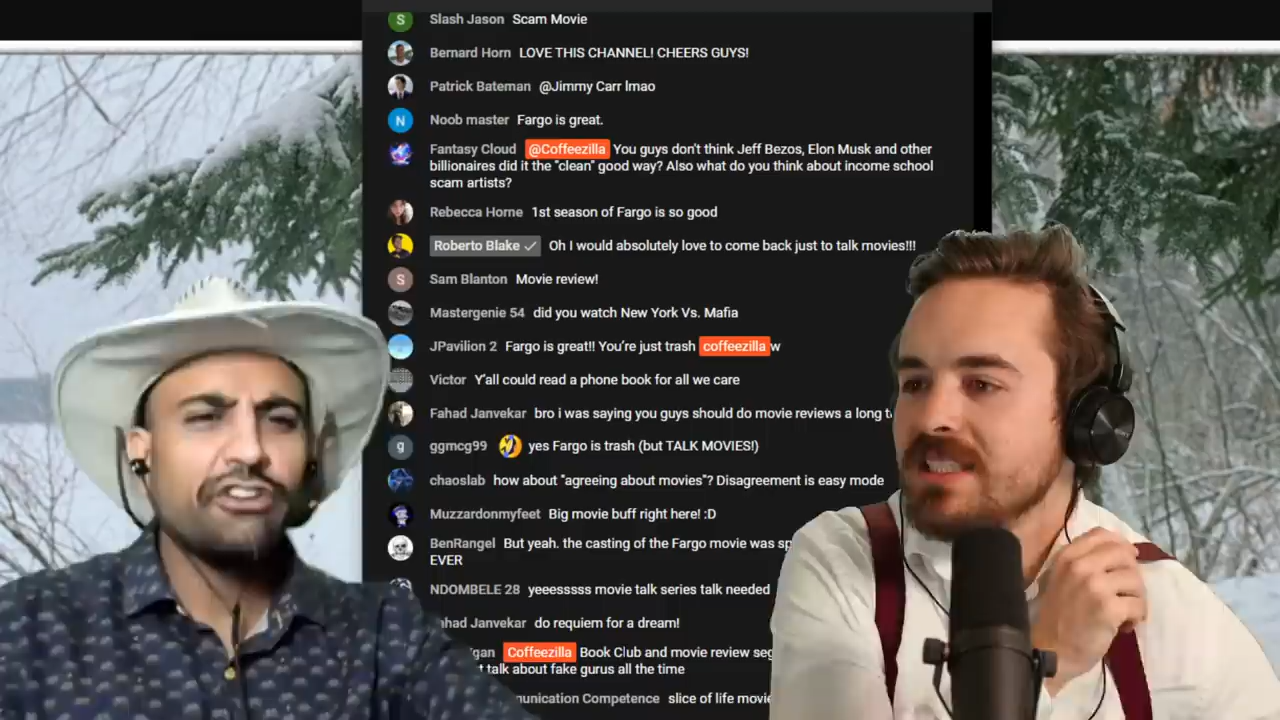 S Slash Jason Scam Movie
Bernard Horn LOVE THIS CHANNEL! CHEERS GUYS!
Patrick Bateman @Jimmy Carr lmao
N Noob master Fargo is great.
Fantasy Cloud @Coffeezilla You guys don't think Jeff Bezos, Elon Musk and other
billionaires did it the "clean" good way? Also what do you think about income school
scam artists?
Rebecca Horne 1st season of Fargo is so good
Roberto Blake Oh I would absolutely love to come back just to talk movies!!!
S Sam Blanton Movie review!
Mastergenie 54 did you watch New York Vs. Mafia
JPavilion 2 Fargo is great!! You're just trash coffeezilla w
Victor Y'all could read a phone book for all we care
Fahad Janvekar bro i was saying you guys should do movie reviews a long
g ggmcg99 yes Fargo is trash (but TALK MOVIES!)
chaoslab how about "agreeing about movies"? Disagreement is easy mode
Muzzardonmyfeet Big movie buff right here! :D
BenRangel But yeah. the casting of the Fargo movie was
EVER
NDOMBELE 28 yeeesssss movie talk series talk needed
Janvekar do requiem for a dream!
Coffeezilla Book Club and movie review
talk about fake gurus all the time
Competence slice of life